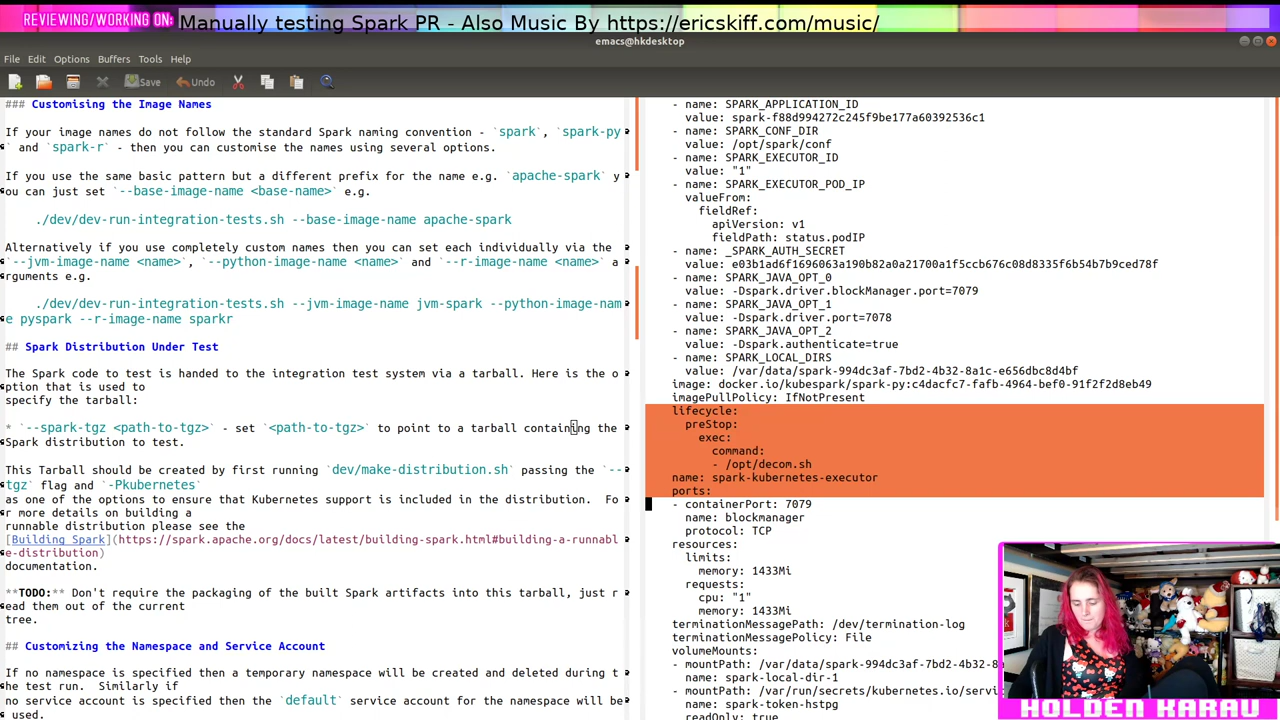 REVIEWING/WORKING ON:
Manually testing Spark PR - Also Music By https://ericskiff.com/music/
emacs@hkdesktop
File Edit Options Buffers Tools Help
Save Undo
### Customising the Image Names
If your image names do not follow the standard Spark naming convention - `spark`, `spark-py
` and `spark-r` - then you can customise the names using several options.
If you use the same basic pattern but a different prefix for the name e.g. `apache-spark` y
ou can just set `--base-image-name <base-name>` e.g.
./dev/dev-run-integration-tests.sh --base-image-name apache-spark
Alternatively if you use completely custom names then you can set each individually via the
`--jvm-image-name <name>`, `--python-image-name <name>` and `--r-image-name <name>` a
rguments e.g.
./dev/dev-run-integration-tests.sh --jvm-image-name jvm-spark --python-image-nam
e pyspark --r-image-name sparkr
## Spark Distribution Under Test
The Spark code to test is handed to the integration test system via a tarball. Here is the o
ption that is used to
specify the tarball:
* `--spark-tgz <path-to-tgz>` - set `<path-to-tgz>` to point to a tarball containing the
Spark distribution to test.
This Tarball should be created by first running `dev/make-distribution.sh` passing the `--
tgz` flag and `-Pkubernetes`
as one of the options to ensure that Kubernetes support is included in the distribution.  Fo
r more details on building a
runnable distribution please see the
[Building Spark](https://spark.apache.org/docs/latest/building-spark.html#building-a-runnabl
e-distribution)
documentation.
**TODO:** Don't require the packaging of the built Spark artifacts into this tarball, just r
ead them out of the current
tree.
## Customizing the Namespace and Service Account
If no namespace is specified then a temporary namespace will be created and deleted during t
he test run.  Similarly if
no service account is specified then the `default` service account for the namespace will be
used.
- name: SPARK_APPLICATION_ID
value: spark-f88d994272c245f9be177a60392536c1
- name: SPARK_CONF_DIR
value: /opt/spark/conf
- name: SPARK_EXECUTOR_ID
value: "1"
- name: SPARK_EXECUTOR_POD_IP
valueFrom:
fieldRef:
apiVersion: v1
fieldPath: status.podIP
- name: _SPARK_AUTH_SECRET
value: e03b1ad6f1696063a190b82a0a21700a1f5ccb676c08d8335f6b54b7b9ced78f
- name: SPARK_JAVA_OPT_0
value: -Dspark.driver.blockManager.port=7079
- name: SPARK_JAVA_OPT_1
value: -Dspark.driver.port=7078
- name: SPARK_JAVA_OPT_2
value: -Dspark.authenticate=true
- name: SPARK_LOCAL_DIRS
value: /var/data/spark-994dc3af-7bd2-4b32-8a1c-e656dbc8d4bf
image: docker.io/kubespark/spark-py:c4dacfc7-fafb-4964-bef0-91f2f2d8eb49
imagePullPolicy: IfNotPresent
lifecycle:
preStop:
exec:
command:
- /opt/decom.sh
name: spark-kubernetes-executor
ports:
- containerPort: 7079
name: blockmanager
protocol: TCP
resources:
limits:
memory: 1433Mi
requests:
cpu: "1"
memory: 1433Mi
terminationMessagePath: /dev/termination-log
terminationMessagePolicy: File
volumeMounts:
- mountPath: /var/data/spark-994dc3af-7bd2-4b32-8
name: spark-local-dir-1
- mountPath: /var/run/secrets/kubernetes.io/servi
name: spark-token-hstpg
readOnly: true
HOLDEN KARAU